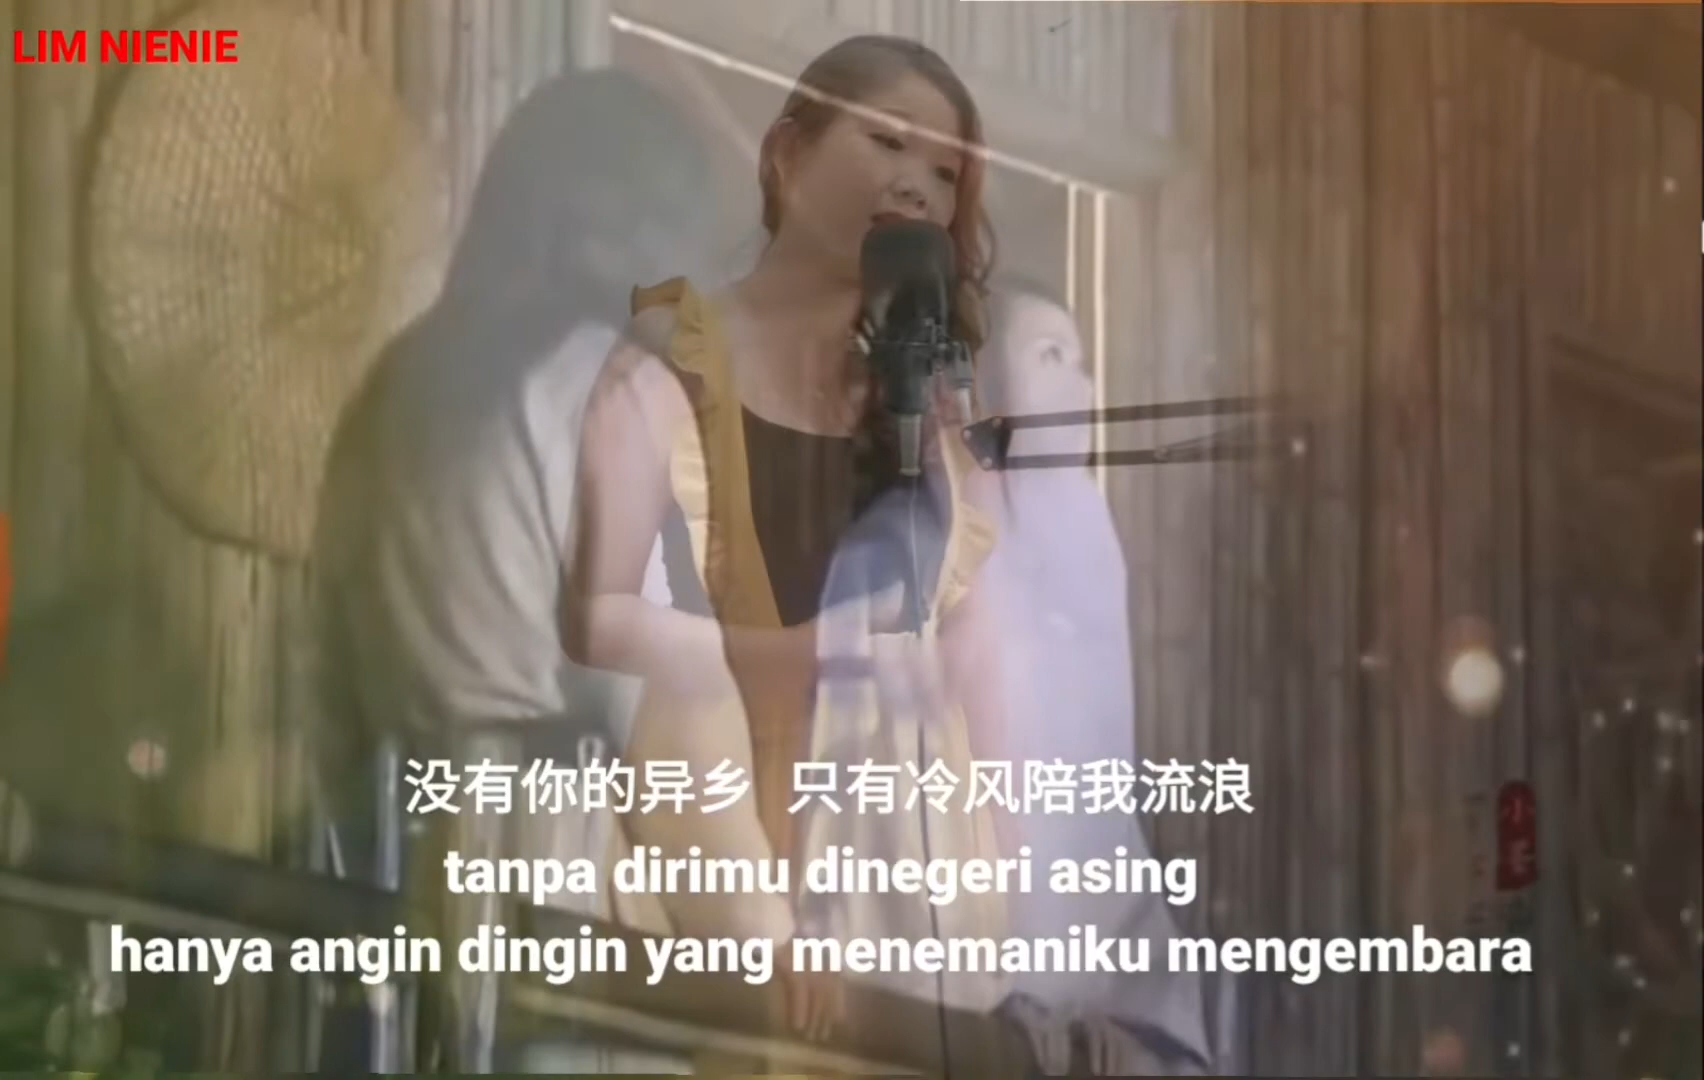 LIM NIENIE
没有你的异乡 只有冷风陪我流浪
tanpa dirimu dinegeri asing
hanya angin dingin yang menemaniku mengembara